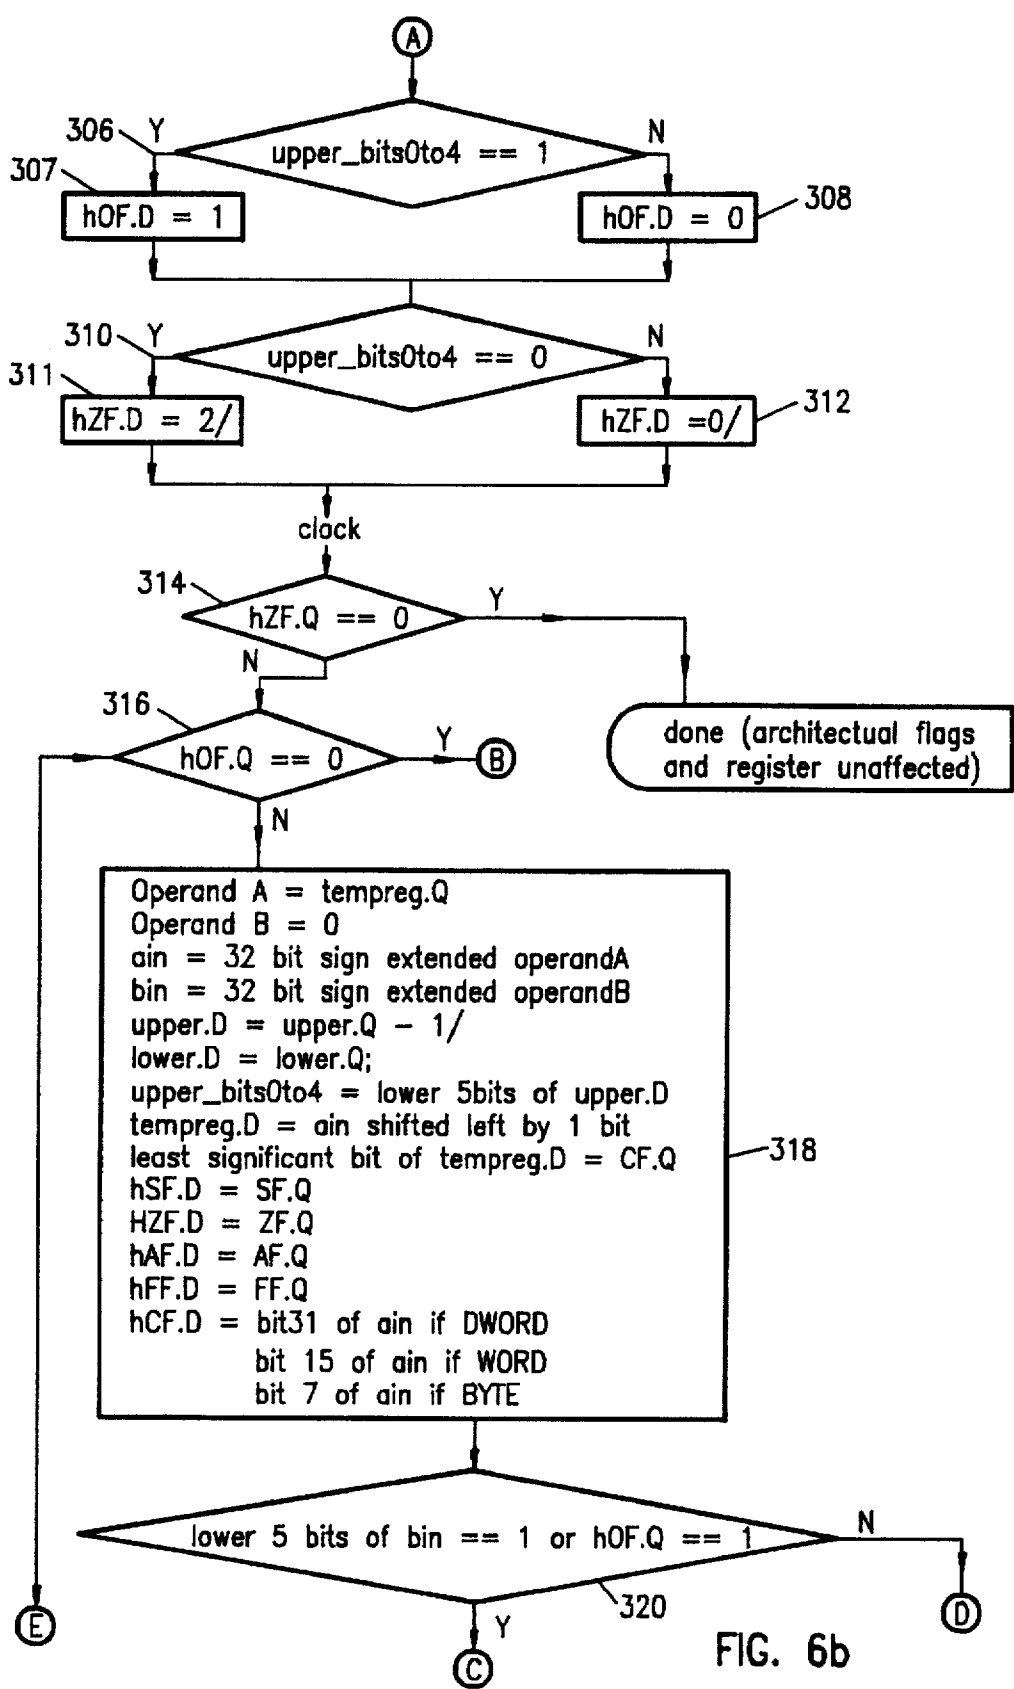 A
306 Y N
upper_bits0to4 == 1
307
hOF.D = 1
hOF.D = 0
308
310 Y N
upper_bits0to4 == 0
311
hZF.D = 2/
hZF.D =0/
312
clock
314
hZF.Q == 0
Y
N
316
hOF.Q == 0
Y
B
N
done (architectual flags
and register unaffected)
Operand A = tempreg.Q
Operand B = 0
ain = 32 bit sign extended operandA
bin = 32 bit sign extended operandB
upper.D = upper.Q - 1/
lower.D = lower.Q;
upper_bits0to4 = lower 5bits of upper.D
tempreg.D = ain shifted left by 1 bit
least significant bit of tempreg.D = CF.Q
hSF.D = SF.Q
HZF.D = ZF.Q
hAF.D = AF.Q
hFF.D = FF.Q
hCF.D = bit31 of ain if DWORD
bit 15 of ain if WORD
bit 7 of ain if BYTE
318
lower 5 bits of bin == 1 or hOF.Q == 1
N
320
E
Y
C
D
FIG. 6b